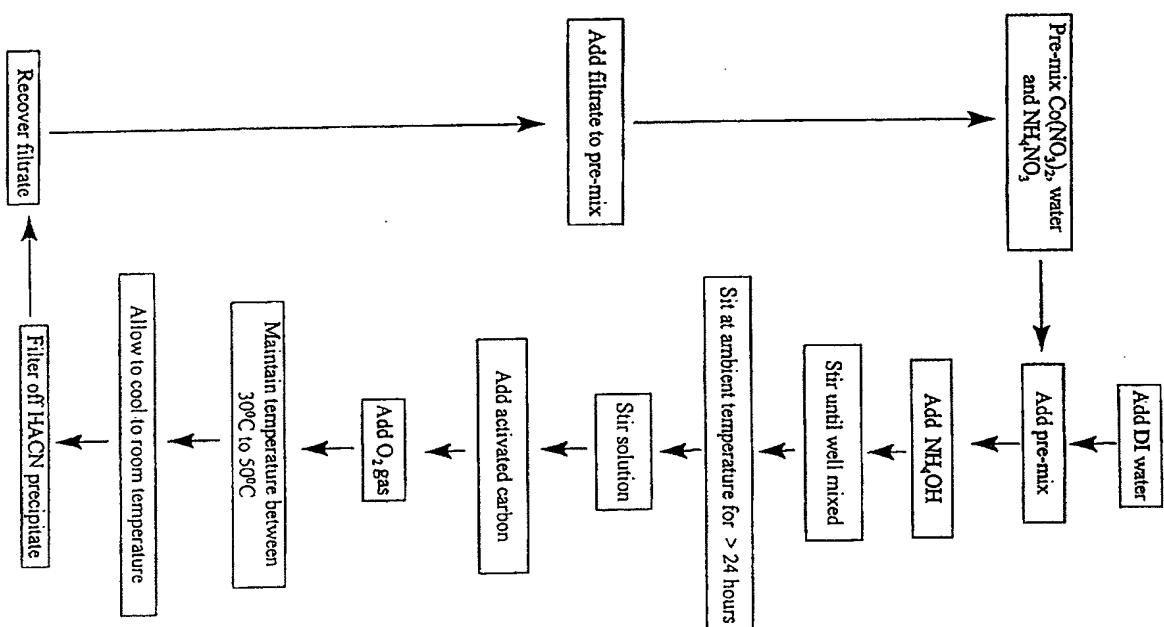 Add DI water
Add pre-mix
Add NH₄OH
Stir until well mixed
Sit at ambient temperature for > 24 hours
Stir solution
Add activated carbon
Add O₂ gas
Maintain temperature between
30⁰C to 50⁰C
Allow to cool to room temperature
Filter off HACN precipitate
Recover filtrate
Add filtrate to pre-mix
Pre-mix Co(NO₃)₂, water
and NH₄NO₃